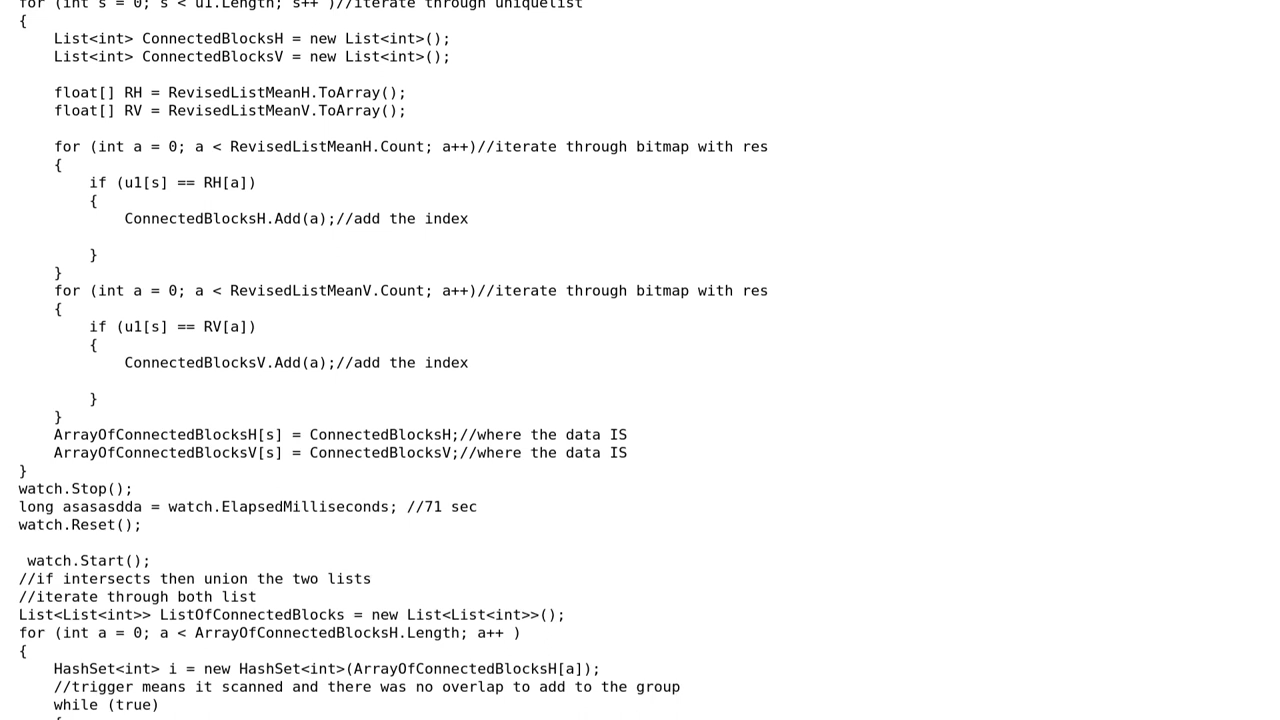 for (int s = 0; s < u1.Length; s++ )//iterate through uniquelist
{
    List<int> ConnectedBlocksH = new List<int>();
    List<int> ConnectedBlocksV = new List<int>();

    float[] RH = RevisedListMeanH.ToArray();
    float[] RV = RevisedListMeanV.ToArray();

    for (int a = 0; a < RevisedListMeanH.Count; a++)//iterate through bitmap with res
    {
        if (u1[s] == RH[a])
        {
            ConnectedBlocksH.Add(a);//add the index

        }
    }
    for (int a = 0; a < RevisedListMeanV.Count; a++)//iterate through bitmap with res
    {
        if (u1[s] == RV[a])
        {
            ConnectedBlocksV.Add(a);//add the index

        }
    }
    ArrayOfConnectedBlocksH[s] = ConnectedBlocksH;//where the data IS
    ArrayOfConnectedBlocksV[s] = ConnectedBlocksV;//where the data IS
}
watch.Stop();
long asasasdda = watch.ElapsedMilliseconds; //71 sec
watch.Reset();

 watch.Start();
//if intersects then union the two lists
//iterate through both list
List<List<int>> ListOfConnectedBlocks = new List<List<int>>();
for (int a = 0; a < ArrayOfConnectedBlocksH.Length; a++ )
{
    HashSet<int> i = new HashSet<int>(ArrayOfConnectedBlocksH[a]);
    //trigger means it scanned and there was no overlap to add to the group
    while (true)
    {